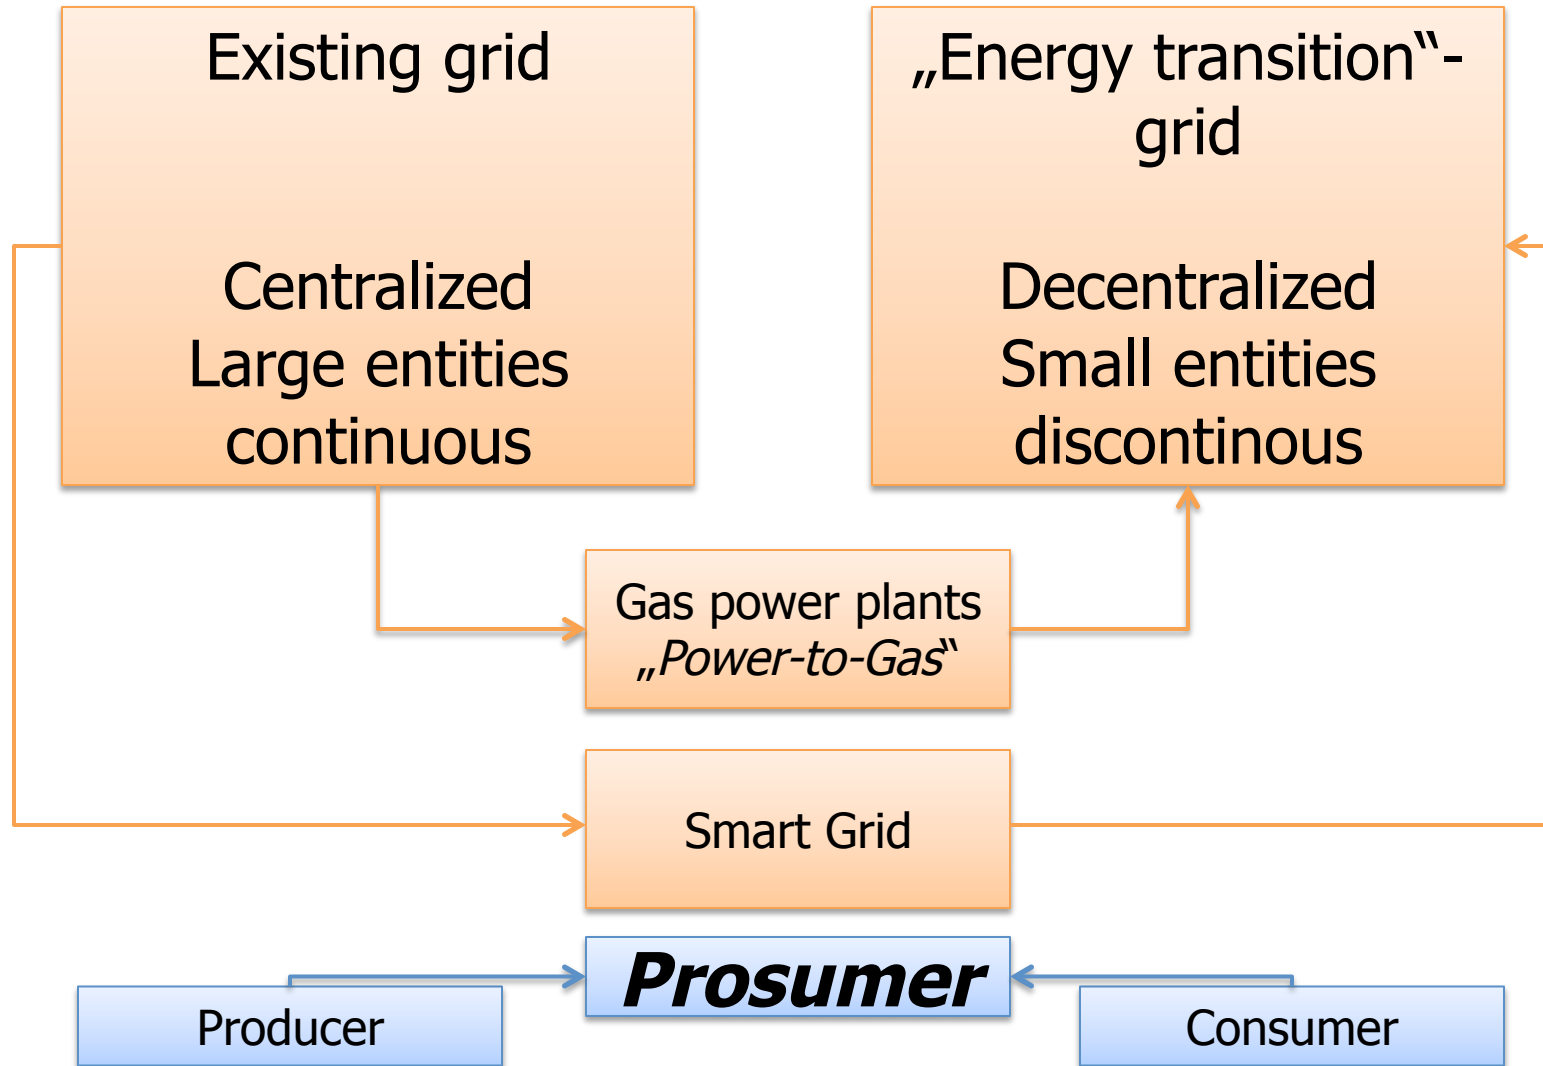 Existing grid
Centralized
Large entities
continuous
„Energy transition“-
grid
Decentralized
Small entities
discontinous
Gas power plants
„Power-to-Gas“
Smart Grid
Prosumer
Producer
Consumer